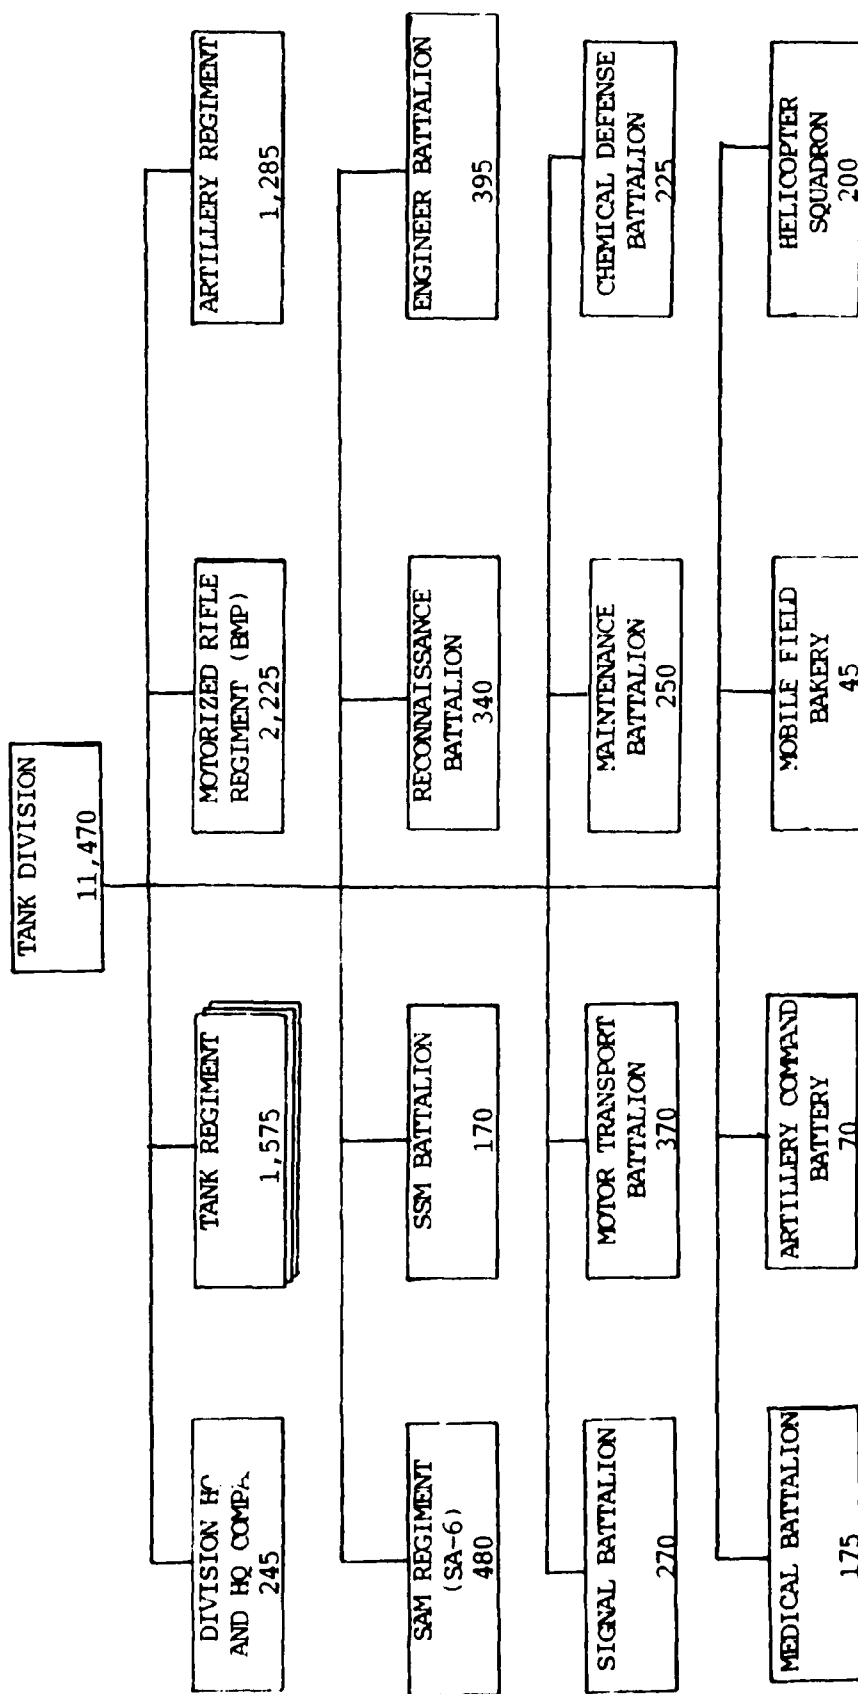 TANK DIVISION
11,470
DIVISION
AND HQ
245
TANK REGIMENT
1,575
MOTORIZED RIFLE
REGIMENT (BMP)
2,225
ARTILLERY REGIMENT
1,285
SAM REGIMENT
(SA-6)
480
SSM BATTALION
170
RECONNAISSANCE
BATTALION
340
ENGINEER BATTALION
395
SIGNAL BATTALION
270
MOTOR TRANSPORT
BATTALION
370
MAINTENANCE
BATTALION
250
CHEMICAL DEFENSE
BATTALION
225
MEDICAL BATTALION
175
ARTILLERY COMMAND
BATTERY
70
MOBILE FIELD
BAKERY
45
HELICOPTER
SQUADRON
200